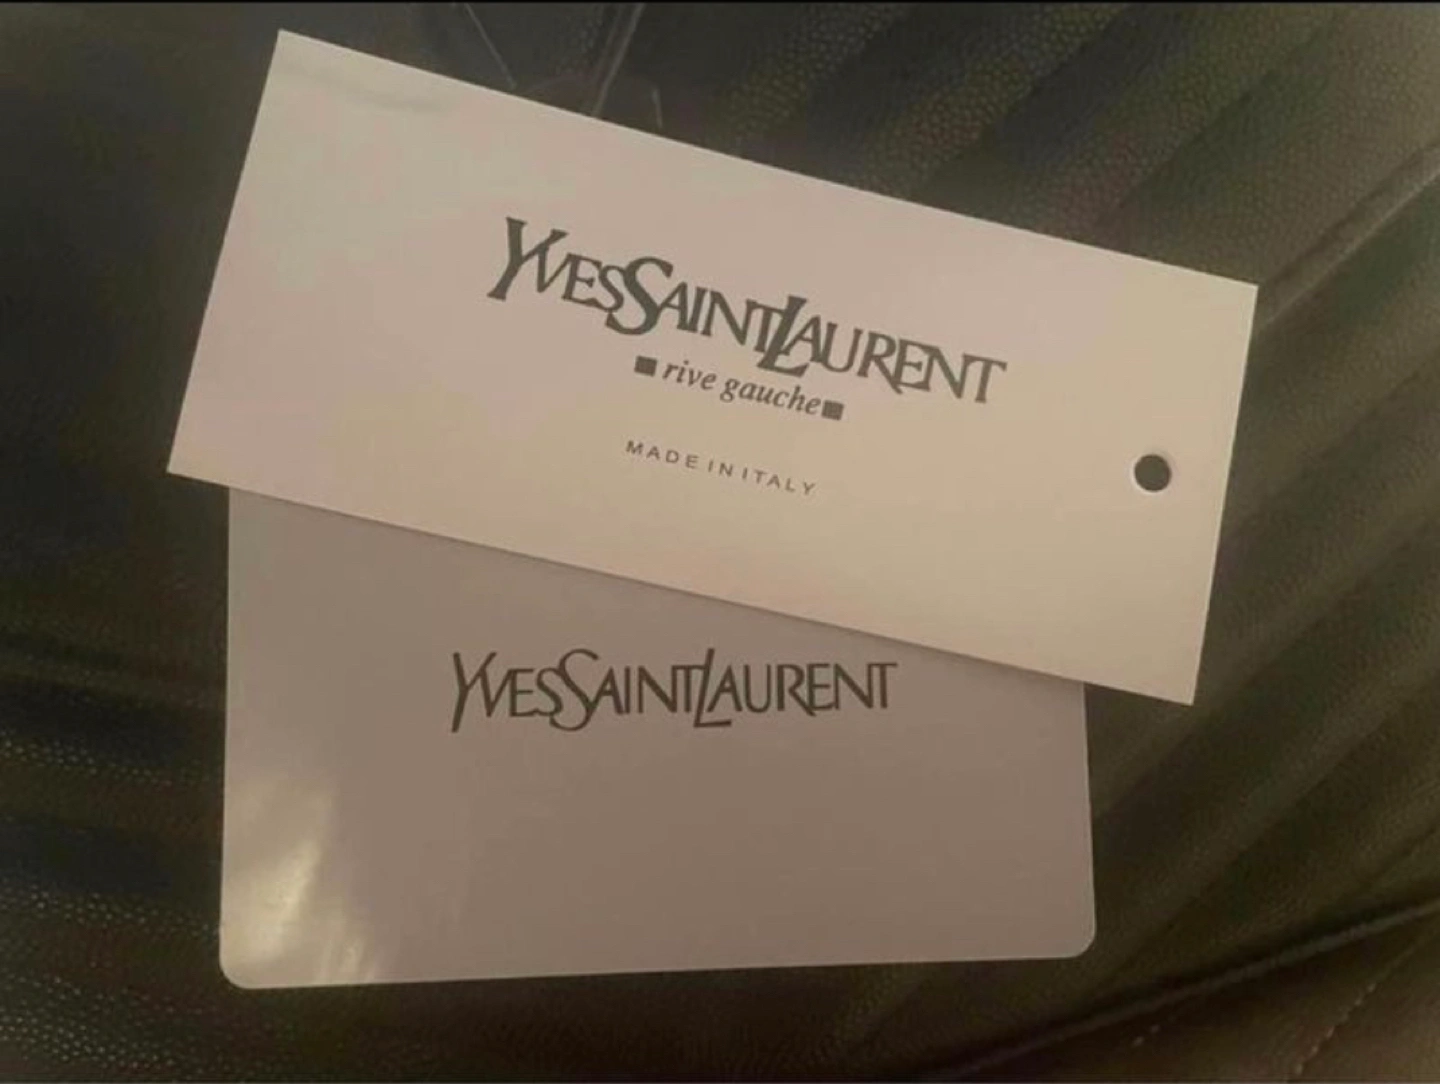 YVESSAINTLAURENT
■ rive gauche ■
MADE IN ITALY
YVESSAINTLAURENT